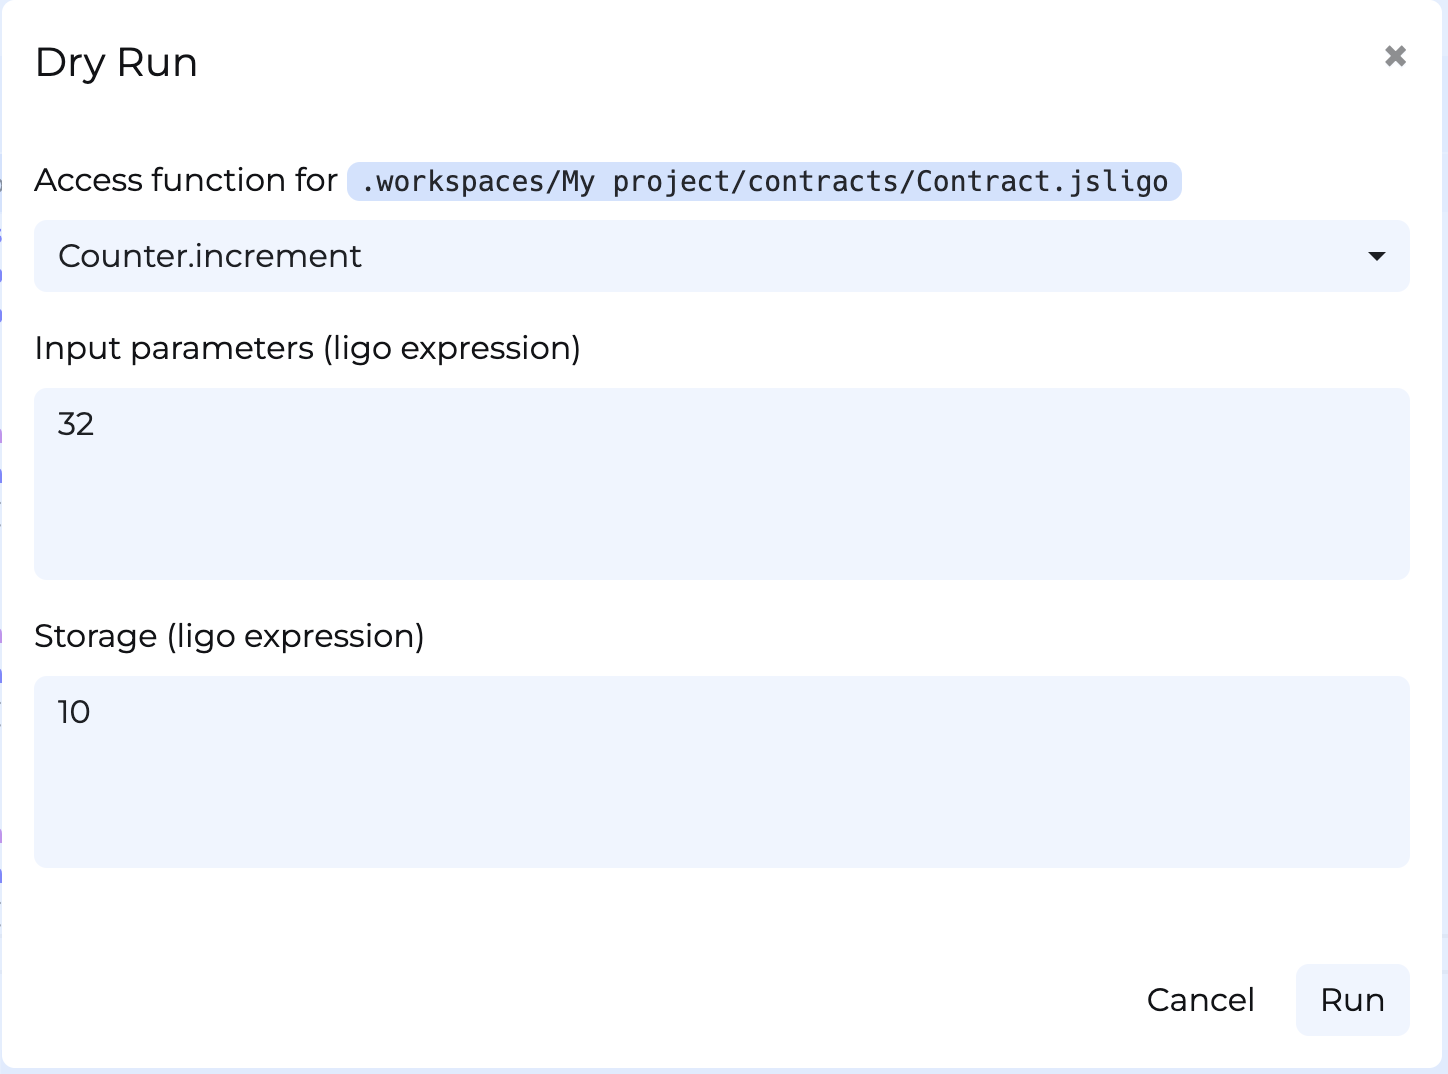 Dry Run
Access function for .workspaces/My project/contracts/Contract.jsligo
Counter.increment
Input parameters (ligo expression)
32
Storage (ligo expression)
10
Cancel Run